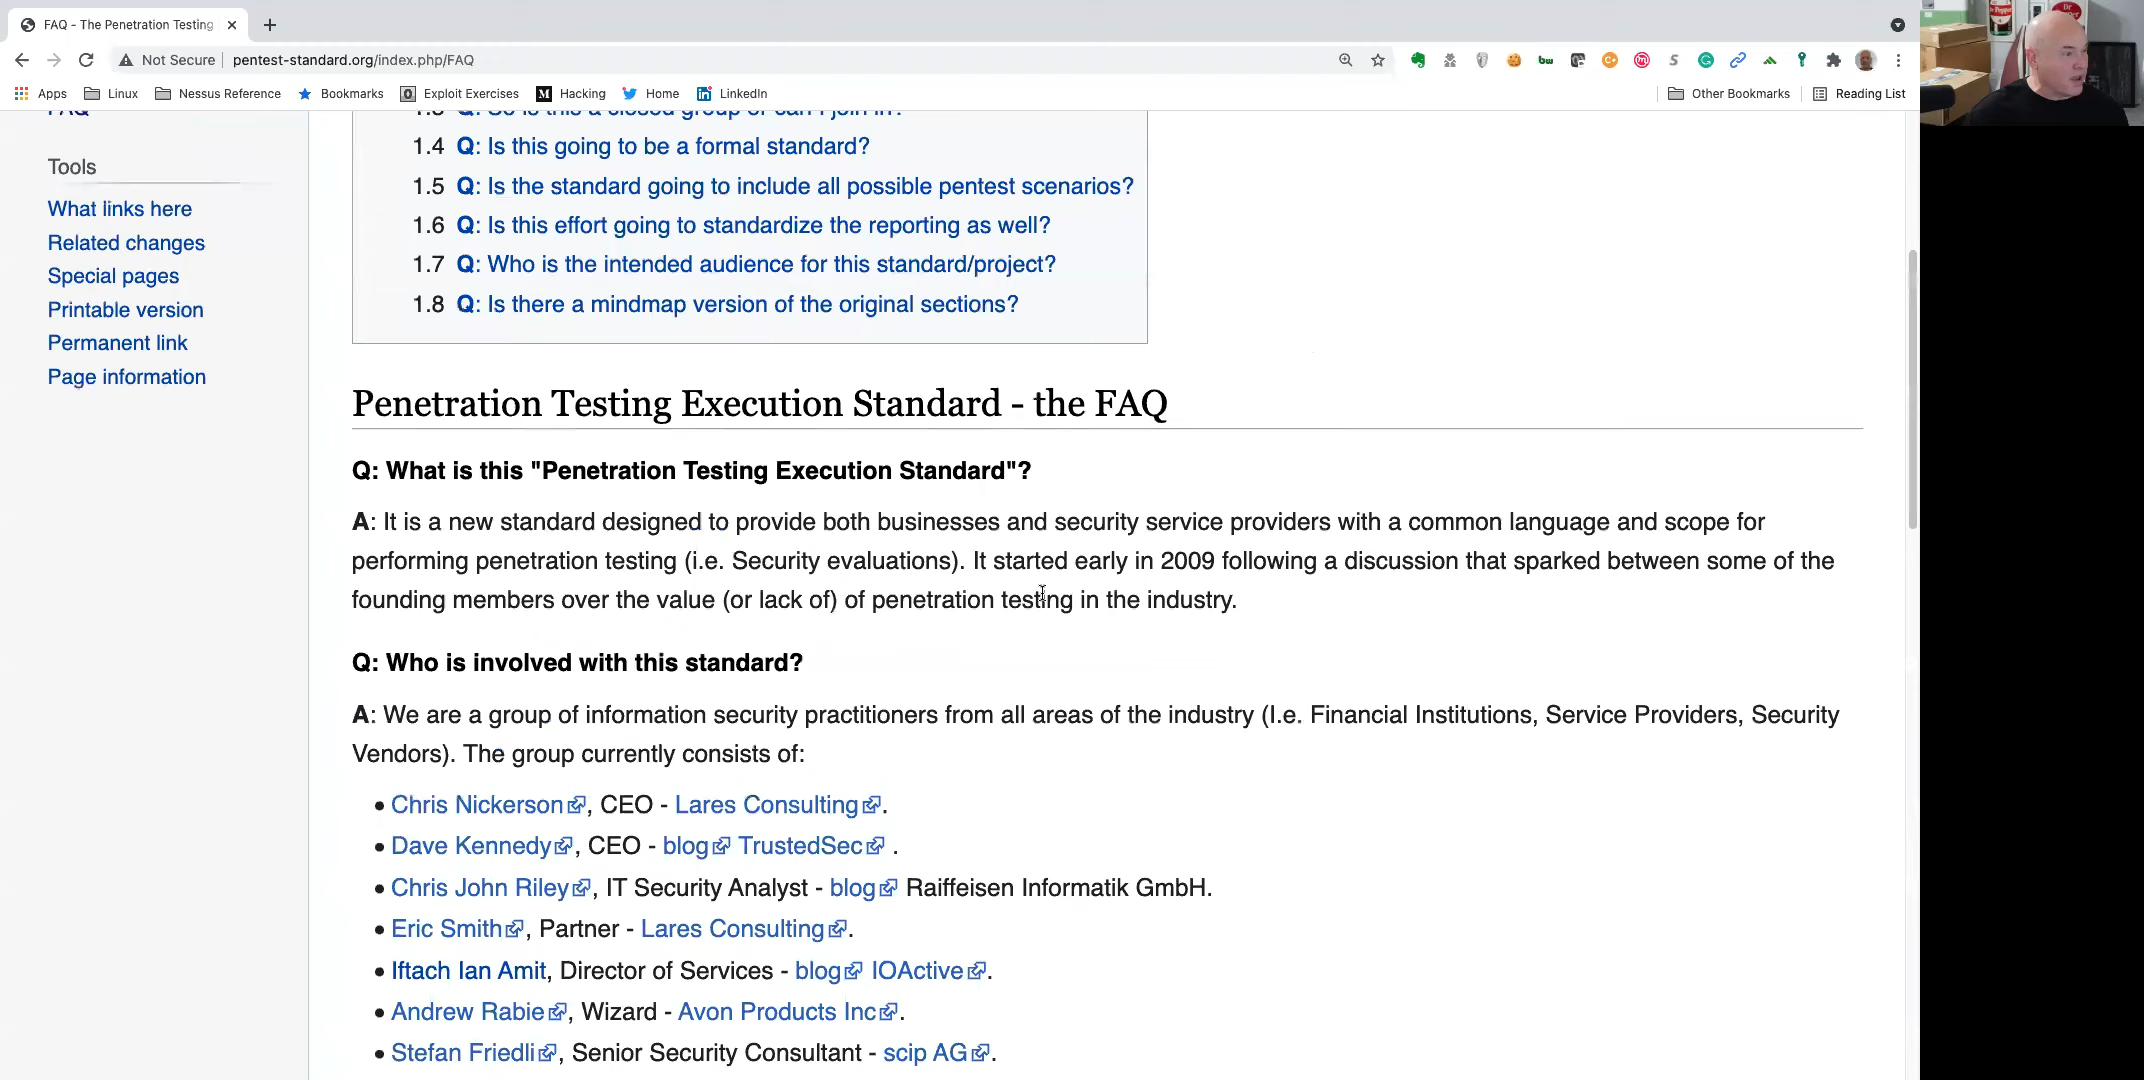 FAQ - The Penetration Testing
Not Secure
pentest-standard.org/index.php/FAQ
Apps
Linux
Nessus Reference
Bookmarks
Exploit Exercises
Hacking
Home
LinkedIn
Other Bookmarks
Reading List
FAQ
Tools
What links here
Related changes
Special pages
Printable version
Permanent link
Page information
1.3 Q: So is this a closed group or can I join in?
1.4 Q: Is this going to be a formal standard?
1.5 Q: Is the standard going to include all possible pentest scenarios?
1.6 Q: Is this effort going to standardize the reporting as well?
1.7 Q: Who is the intended audience for this standard/project?
1.8 Q: Is there a mindmap version of the original sections?
Penetration Testing Execution Standard - the FAQ
Q: What is this "Penetration Testing Execution Standard"?
A: It is a new standard designed to provide both businesses and security service providers with a common language and scope for
performing penetration testing (i.e. Security evaluations). It started early in 2009 following a discussion that sparked between some of the
founding members over the value (or lack of) of penetration testing in the industry.
Q: Who is involved with this standard?
A: We are a group of information security practitioners from all areas of the industry (I.e. Financial Institutions, Service Providers, Security
Vendors). The group currently consists of:
• Chris Nickerson, CEO - Lares Consulting.
• Dave Kennedy, CEO - blog TrustedSec .
• Chris John Riley, IT Security Analyst - blog Raiffeisen Informatik GmbH.
• Eric Smith, Partner - Lares Consulting.
• Iftach Ian Amit, Director of Services - blog IOActive.
• Andrew Rabie, Wizard - Avon Products Inc.
• Stefan Friedli, Senior Security Consultant - scip AG.